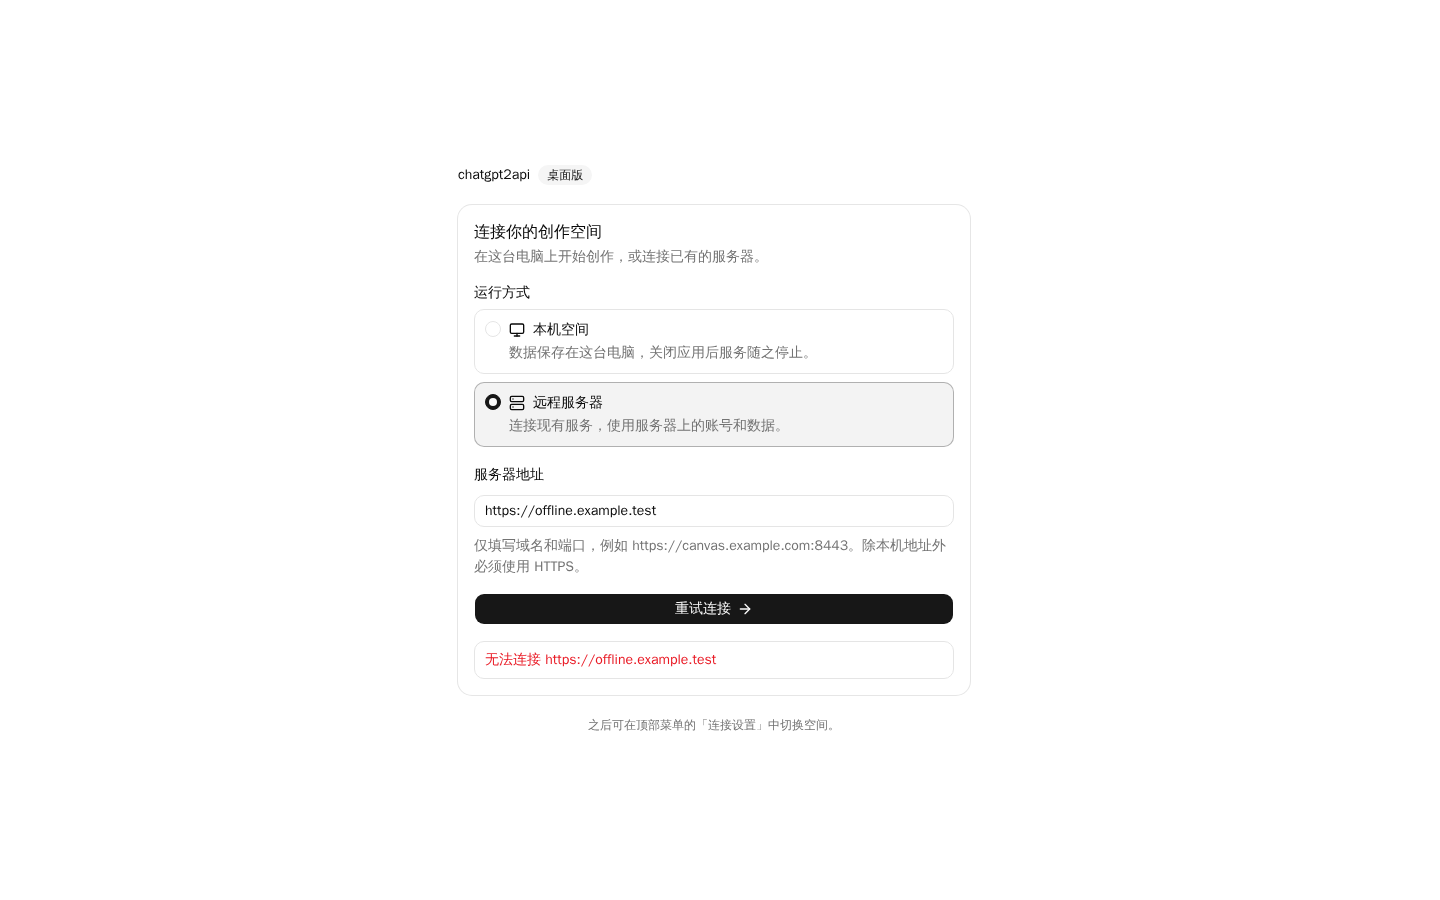 chatgpt2api 桌面版
连接你的创作空间
在这台电脑上开始创作，或连接已有的服务器。
运行方式
本机空间
数据保存在这台电脑，关闭应用后服务随之停止。
远程服务器
连接现有服务，使用服务器上的账号和数据。
服务器地址
https://offline.example.test
仅填写域名和端口，例如 https://canvas.example.com:8443。除本机地址外
必须使用 HTTPS。
重试连接
无法连接 https://offline.example.test
之后可在顶部菜单的「连接设置」中切换空间。